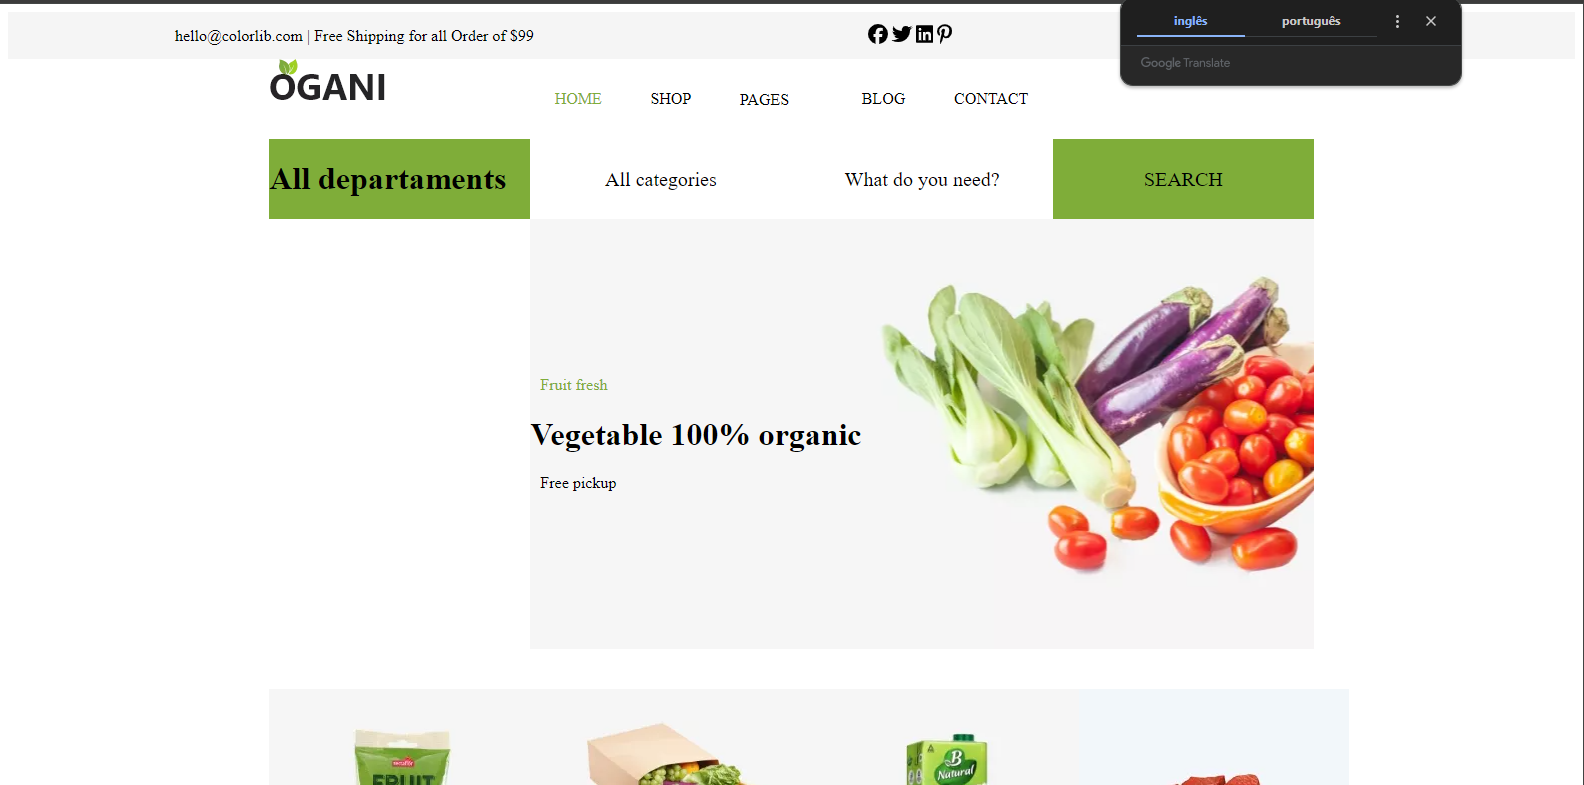 hello@colorlib.com | Free Shipping for all Order of $99
inglês português
Google Translate
OGANI
HOME SHOP PAGES BLOG CONTACT
All departaments All categories What do you need? SEARCH
Fruit fresh
Vegetable 100% organic
Free pickup
FRUIT
B
Natural